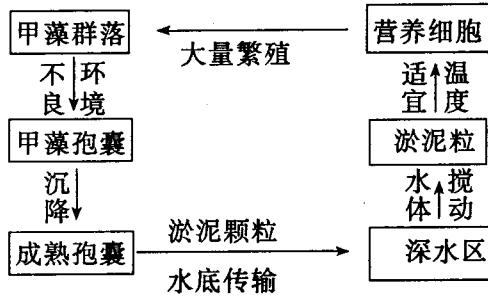 甲藻群落
大量繁殖
营养细胞
不良环境
适宜温度
甲藻孢囊
淤泥粒
沉降
水体搅动
成熟孢囊
淤泥颗粒
水底传输
深水区